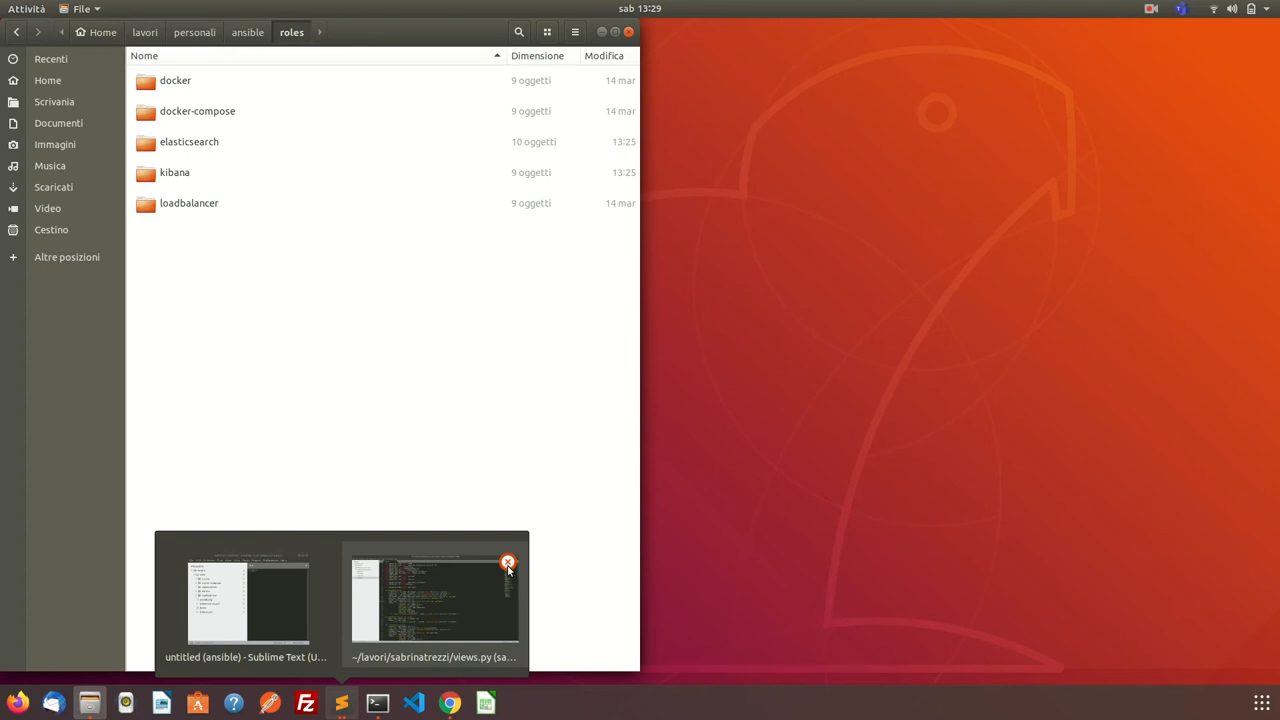 Attività File sab 13:29
Home lavori personali ansible roles
Nome Dimensione Modifica
Recenti
Home
Scrivania
Documenti
Immagini
Musica
Scaricati
Video
Cestino
Altre posizioni
docker 9 oggetti 14 mar
docker-compose 9 oggetti 14 mar
elasticsearch 10 oggetti 13:25
kibana 9 oggetti 13:25
loadbalancer 9 oggetti 14 mar
untitled (ansible) - Sublime Text (U...
~/lavori/sabrinatrezzi/views.py (sa...